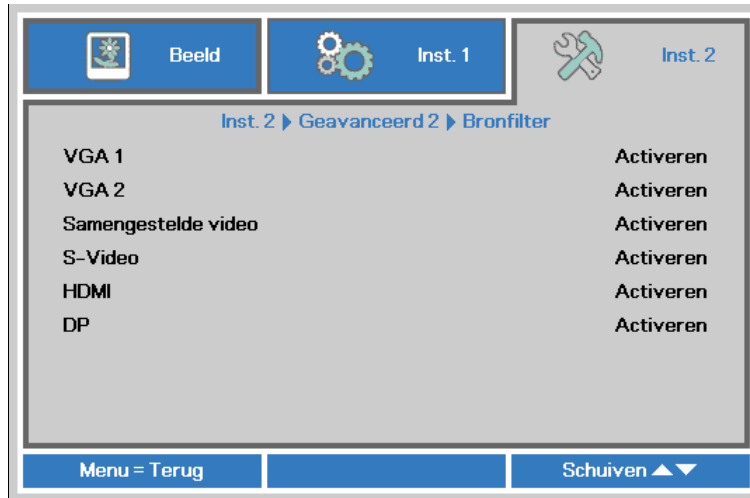 Beeld Inst. 1 Inst. 2
Inst. 2 ▶ Geavanceerd 2 ▶ Bronfilter
VGA 1 Activeren
VGA 2 Activeren
Samengestelde video Activeren
S-Video Activeren
HDMI Activeren
DP Activeren
Menu = Terug Schuiven ▲▼